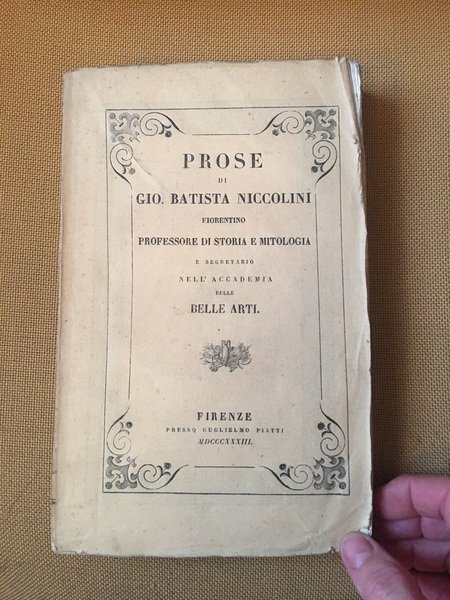 PROSE
DI
GIO. BATISTA NICCOLINI
FIORENTINO
PROFESSORE DI STORIA E MITOLOGIA
E SEGRETARIO
NELL' ACCADEMIA
DELLE
BELLE ARTI.
FIRENZE
PRESSO GUGLIELMO PIATTI
MDCCCXXXIII.